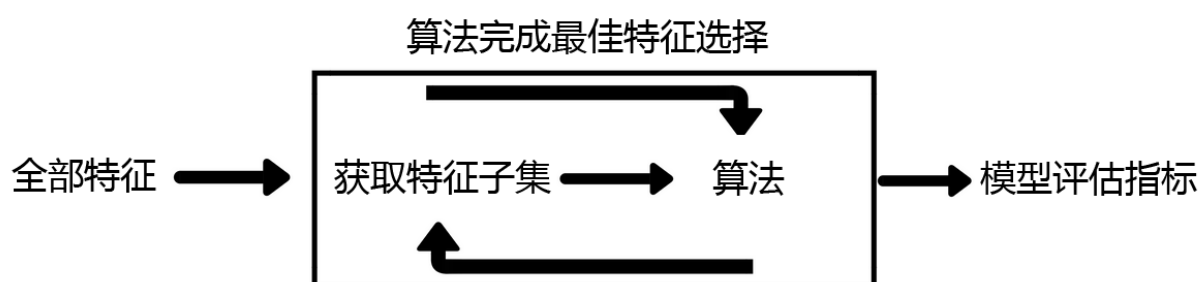 算法完成最佳特征选择
全部特征
获取特征子集
算法
模型评估指标